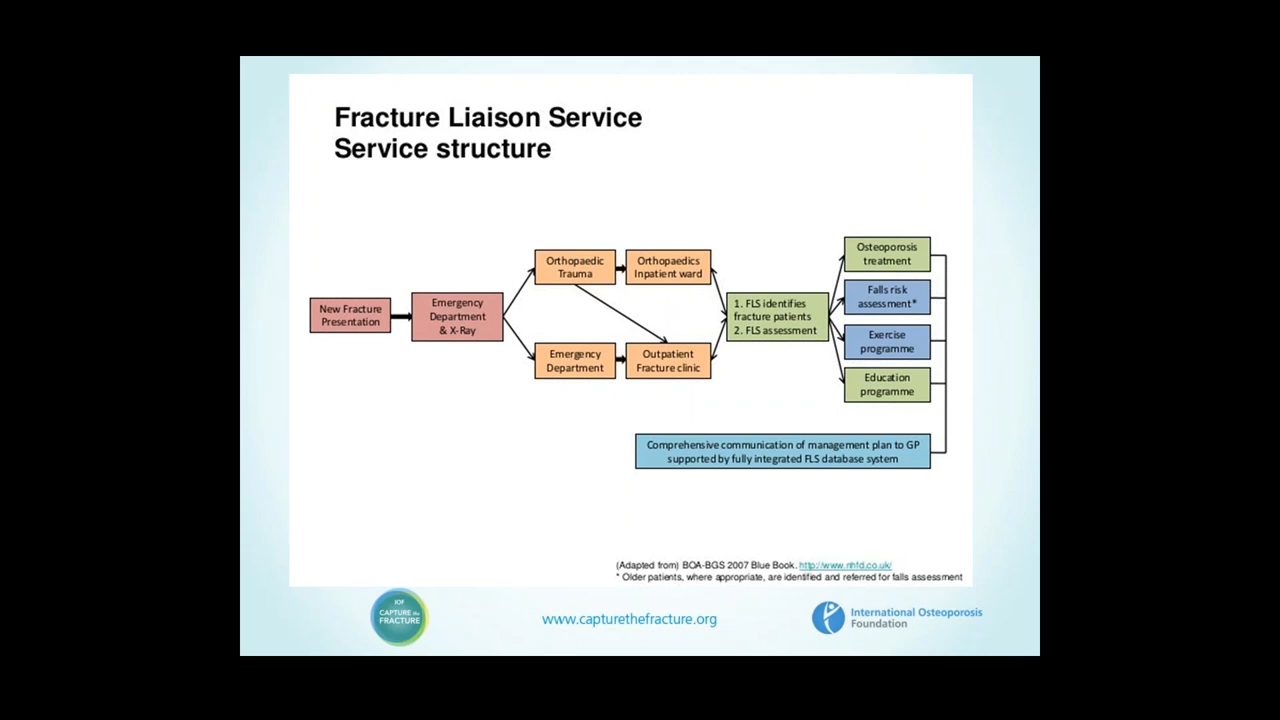 Fracture Liaison Service
Service structure
New Fracture
Presentation
Emergency
Department
& X-Ray
Orthopaedic
Trauma
Orthopaedics
Inpatient ward
Emergency
Department
Outpatient
Fracture clinic
1. FLS identifies
fracture patients
2. FLS assessment
Osteoporosis
treatment
Falls risk
assessment*
Exercise
programme
Education
programme
Comprehensive communication of management plan to GP
supported by fully integrated FLS database system
(Adapted from) BOA-BGS 2007 Blue Book. http://www.nhfd.co.uk/
* Older patients, where appropriate, are identified and referred for falls assessment
IOF
CAPTURE the
FRACTURE
www.capturethefracture.org
International Osteoporosis
Foundation